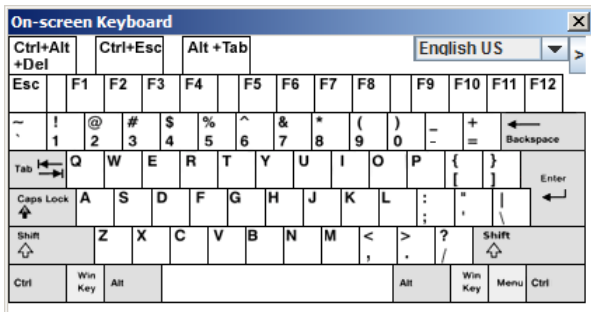 On-screen Keyboard X
Ctrl+Alt +Del Ctrl+Esc Alt +Tab English US >
Esc F1 F2 F3 F4 F5 F6 F7 F8 F9 F10 F11 F12
~ ! @ # $ % ^ & * ( ) _ +
` 1 2 3 4 5 6 7 8 9 0 - = Backspace
Tab Q W E R T Y U I O P { }
[ ] Enter
Caps Lock A S D F G H J K L : " |
; ' \
Shift Z X C V B N M < > ? Shift
, . /
Ctrl Win Key Alt Alt Win Key Menu Ctrl